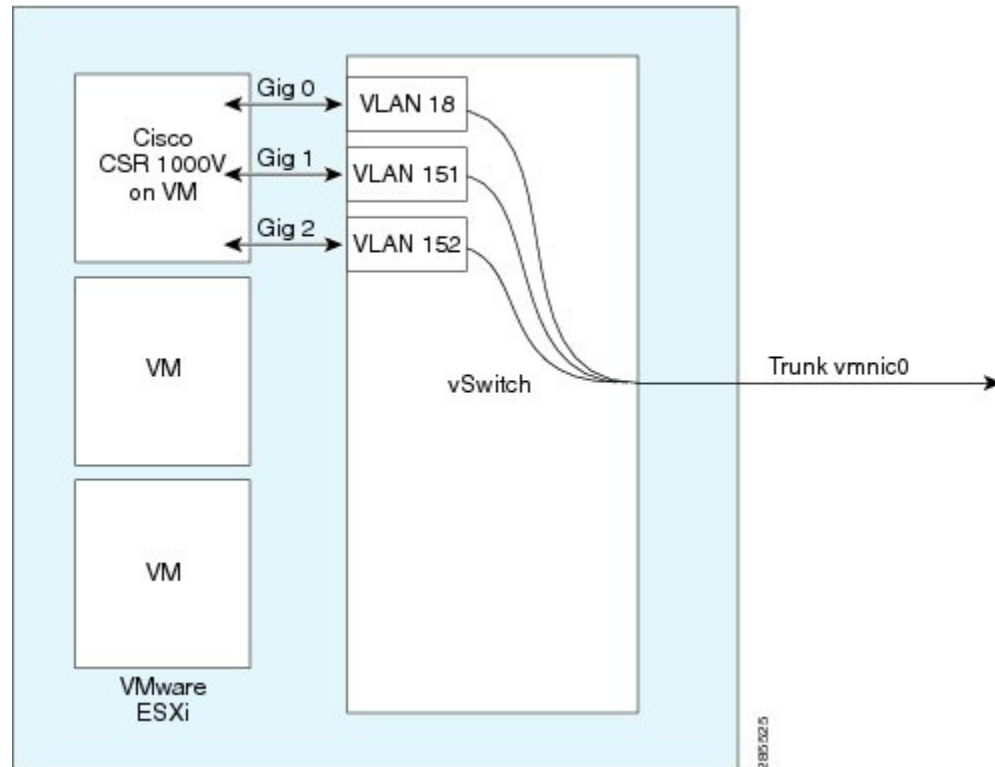 Cisco
CSR 1000V
on VM
Gig 0
VLAN 18
Gig 1
VLAN 151
Gig 2
VLAN 152
VM
vSwitch
Trunk vmnic0
VM
VMware
ESXi
285525